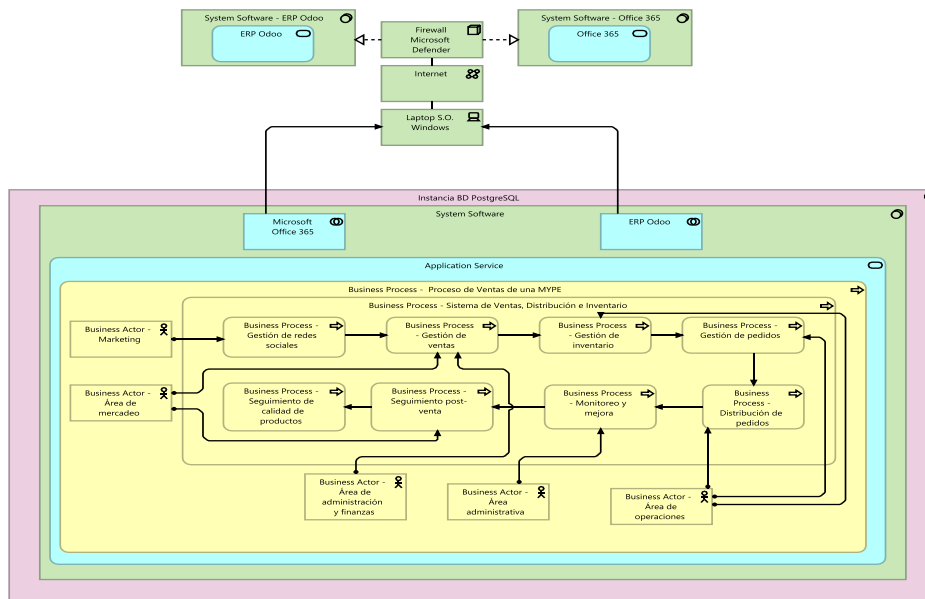 System Software - ERP Odoo
ERP Odoo
Firewall
Microsoft
Defender
System Software - Office 365
Office 365
Internet
Laptop S.O.
Windows
Instancia BD PostgreSQL
System Software
Microsoft
Office 365
ERP Odoo
Application Service
Business Process - Proceso de Ventas de una MYPE
Business Process - Sistema de Ventas, Distribución e Inventario
Business Actor -
Marketing
Business Process -
Gestión de redes
sociales
Business Process -
Gestión de
ventas
Business Process
- Gestión de
inventario
Business Process -
Gestión de pedidos
Business Actor -
Área de
mercadeo
Business Process -
Seguimiento de
calidad de
productos
Business Process -
Seguimiento post-
venta
Business Process
- Monitoreo y
mejora
Business
Process -
Distribución de
pedidos
Business Actor -
Área de
administración
y finanzas
Business Actor -
Área
administrativa
Business Actor -
Área de
operaciones